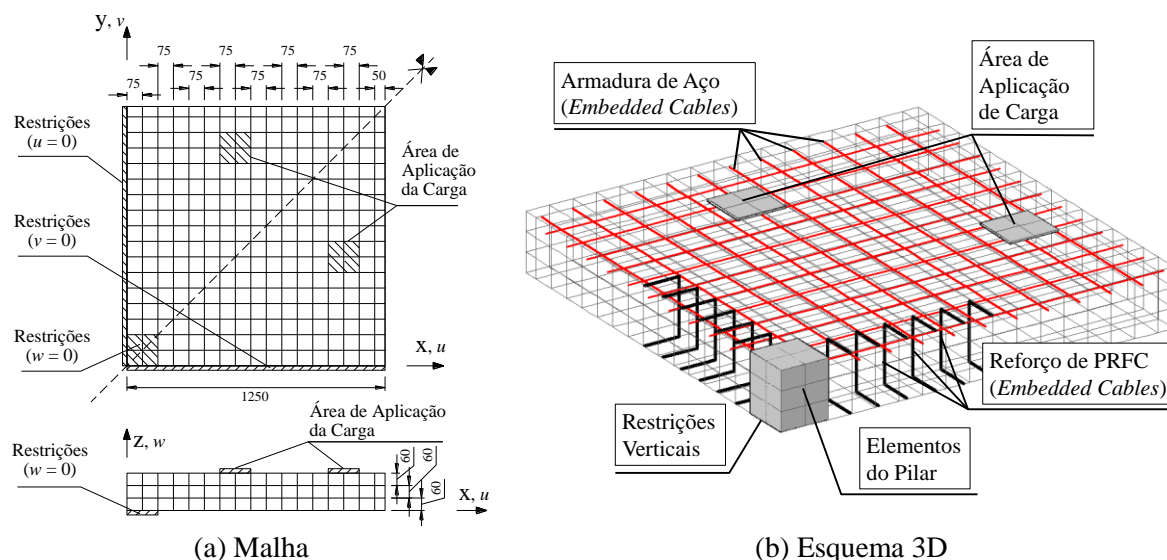 y, v
75 75 75 75
75 75 75 75 50
Restrições
(u = 0)
Área de
Aplicação
da Carga
Restrições
(v = 0)
Restrições
(w = 0)
x, u
1250
Área de Aplicação
da Carga
Restrições
(w = 0)
z, w
60
60
60
x, u
(a) Malha
Armadura de Aço
(Embedded Cables)
Área de
Aplicação
de Carga
Reforço de PRFC
(Embedded Cables)
Restrições
Verticais
Elementos
do Pilar
(b) Esquema 3D